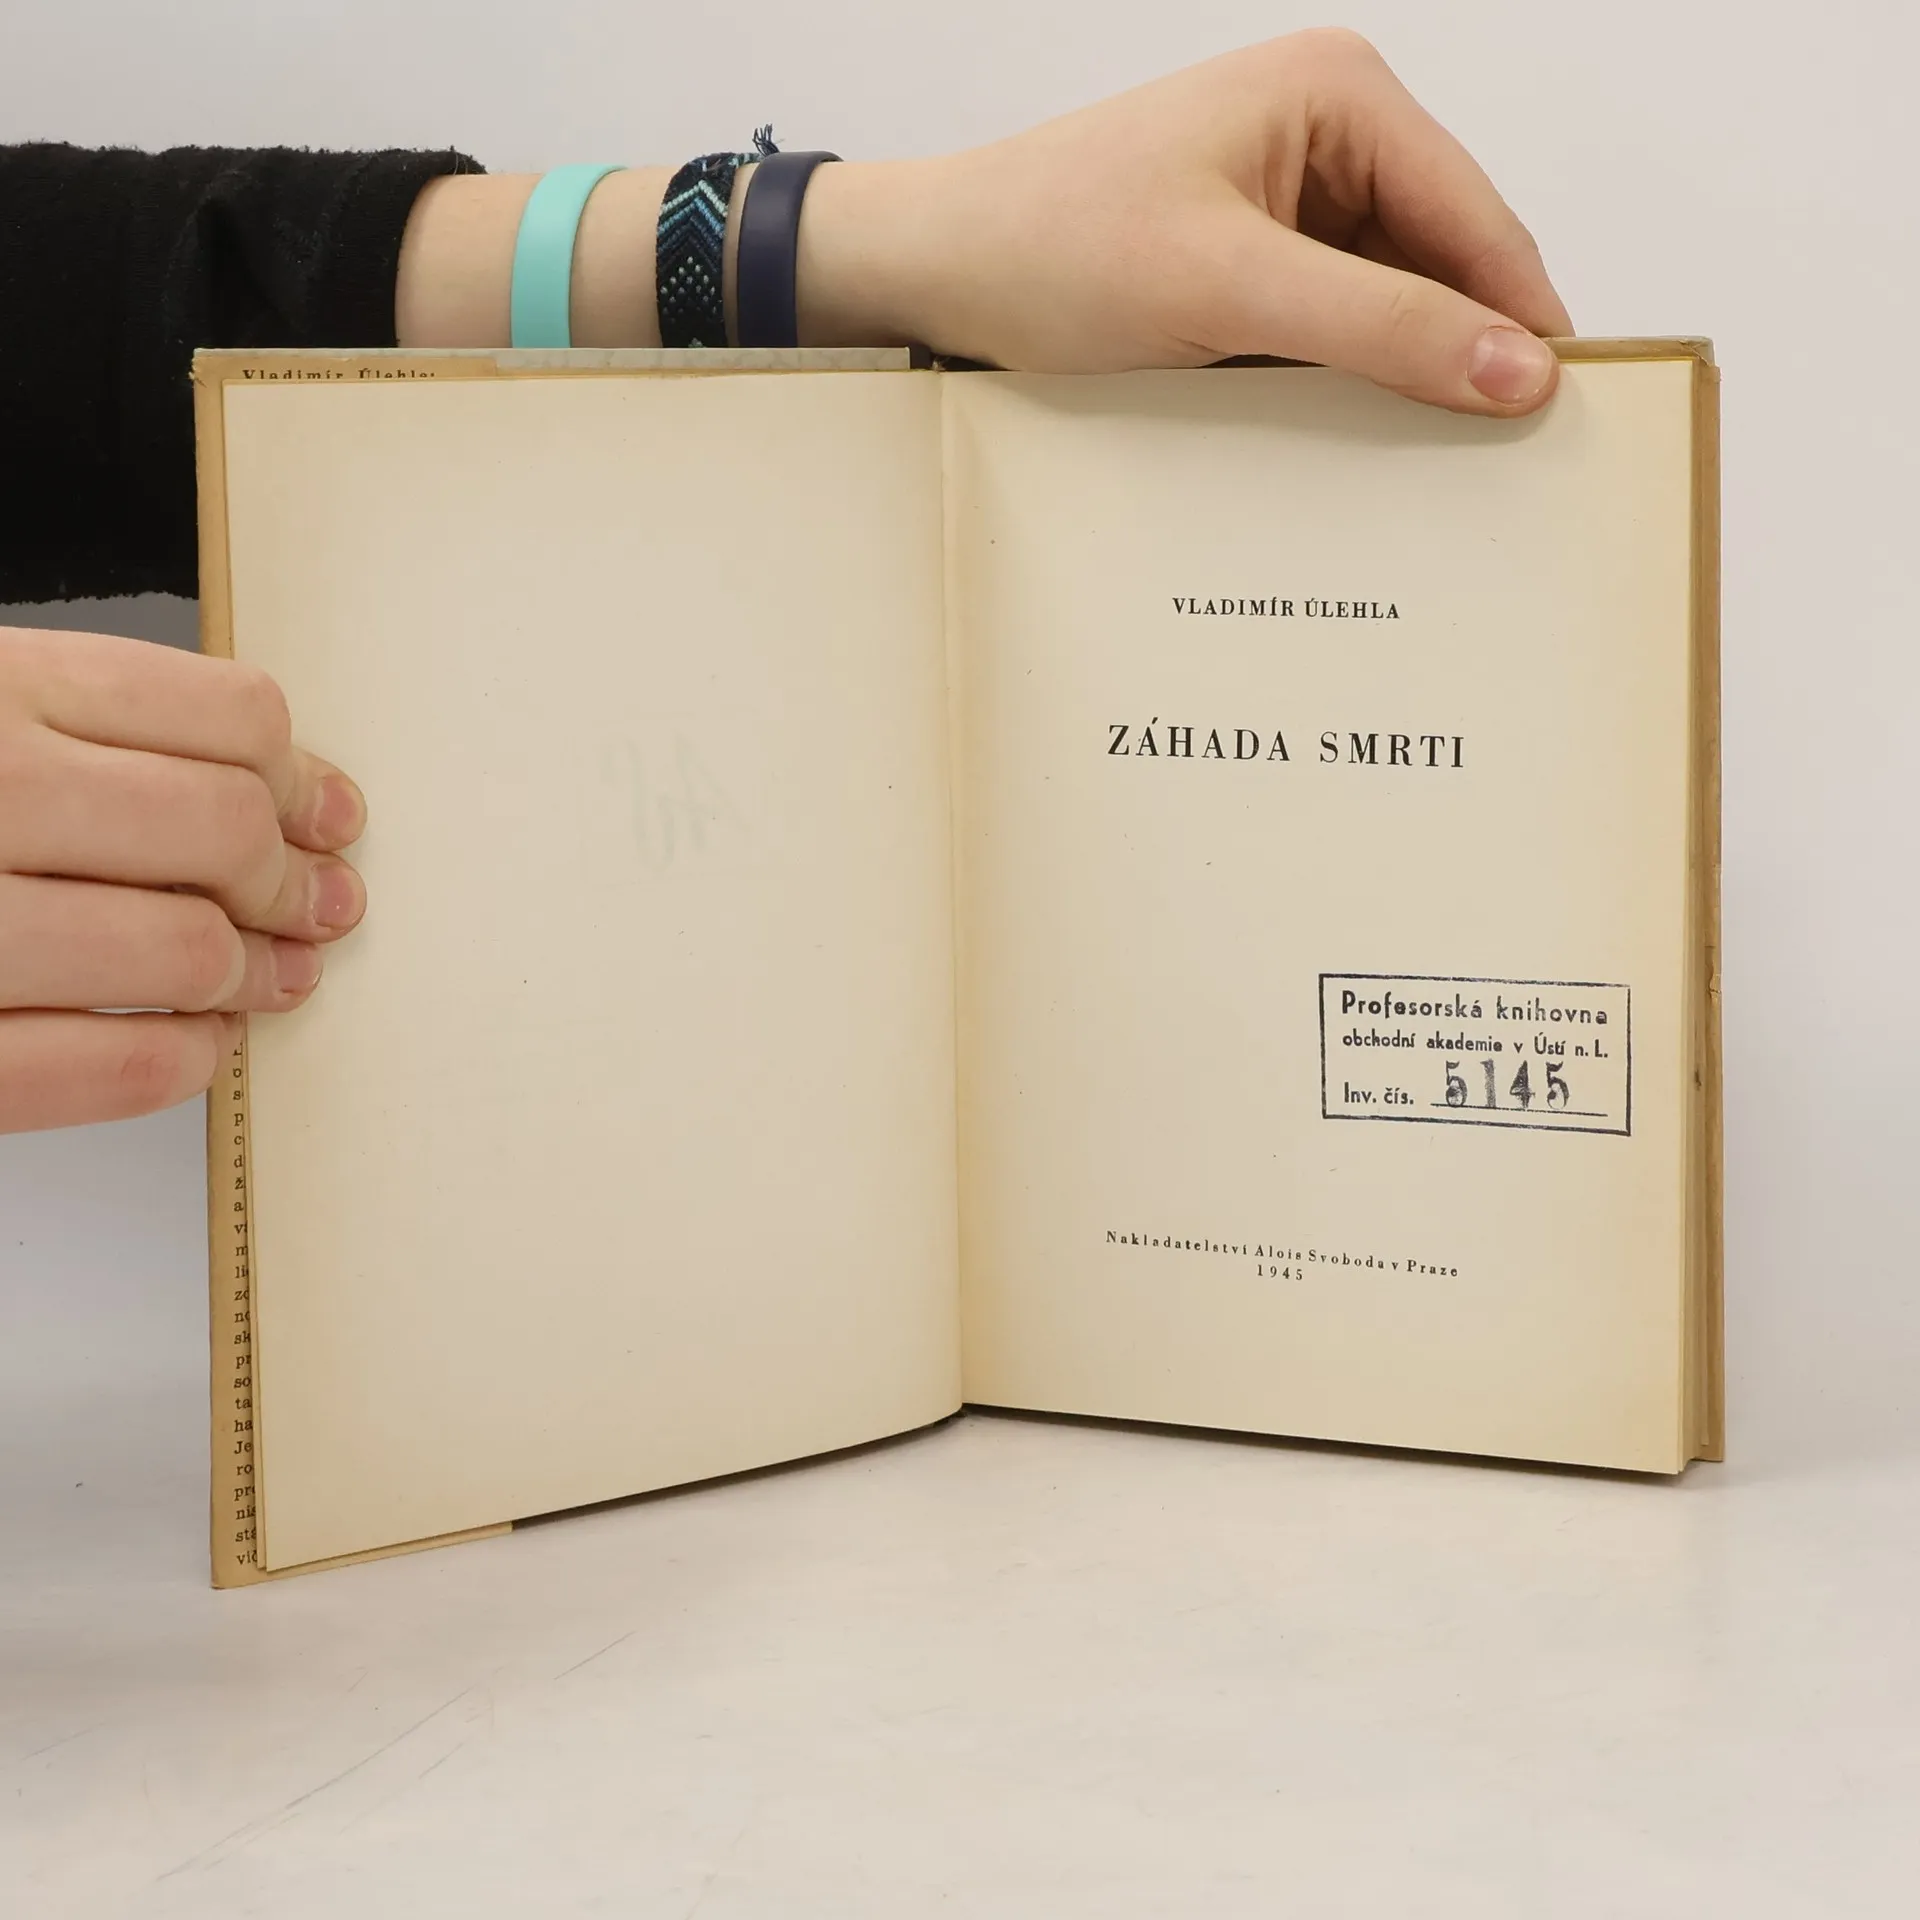 Vladimír Úlehla:
VLADIMÍR ÚLEHLA
ZÁHADA SMRTI
Profesorská knihovna
obchodní akademie v Ústí n. L.
Inv. čís. 5145
Nakladatelství Alois Svoboda v Praze
1945